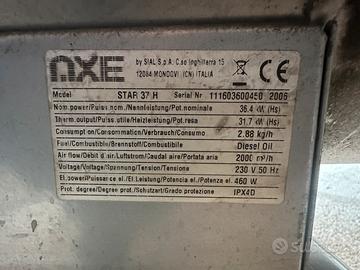 AXE
by SIAL S.p.A. C.so Inghilterra 15
12084 MONDOVI (CN) ITALIA
CE
Model STAR 37 H Serial Nr 111603600450 2006
Nom.power/Puiss.nom./Nennleistung/Pot.nominale 36.4 kW (Hs)
Therm.output/Puiss.utile/Heizleistung/Pot.resa 31.7 kW (Hs)
Consumption/Consommation/Verbrauch/Consumo 2.88 kg/h
Fuel/Combustible/Brennstoff/Combustibile Diesel Oil
Air flow/Débit d'air/Luftstrom/Caudal aire/Portata aria 2000 m³/h
Voltage/Voltage/Spannung/Tension/Tensione 230 V 50 Hz
El.power/Puissance el./El.Leistung/Potencia el./Potenza el. 460 W
Prot. degree/Degre prot./Schutzart/Grado protezione IPX4D
subito